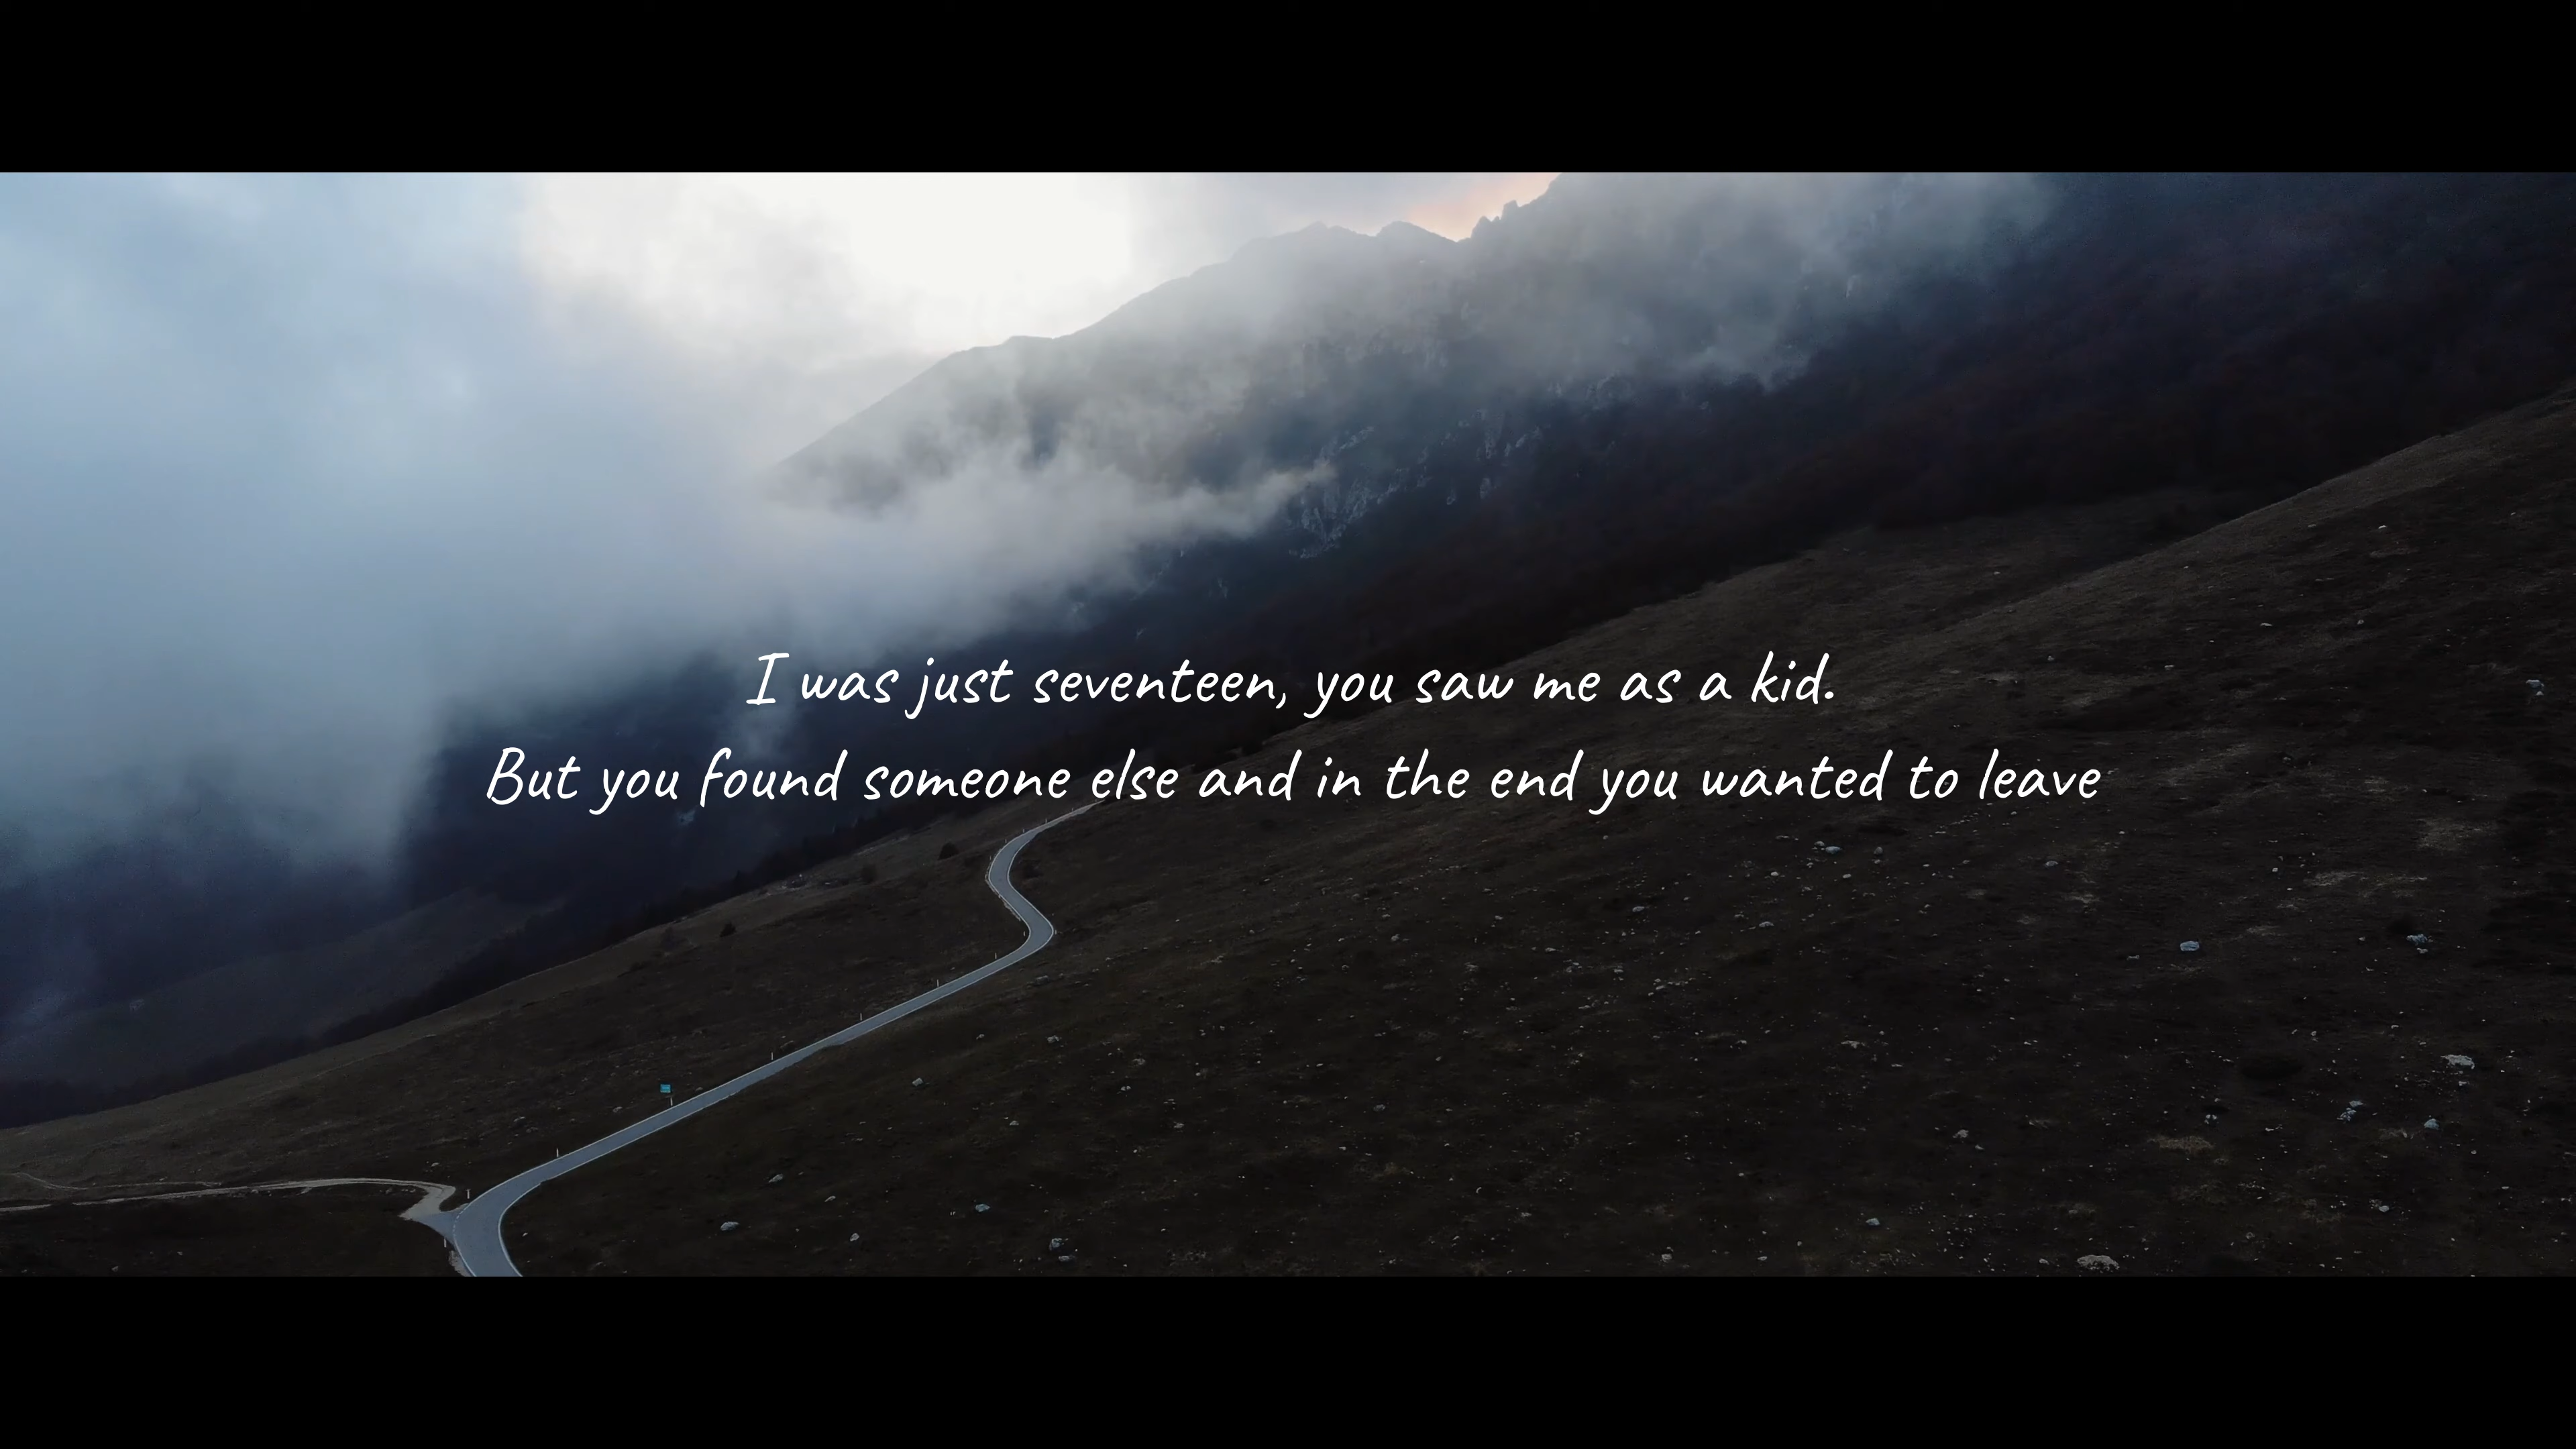 I was just seventeen, you saw me as a kid.
But you found someone else and in the end you wanted to leave